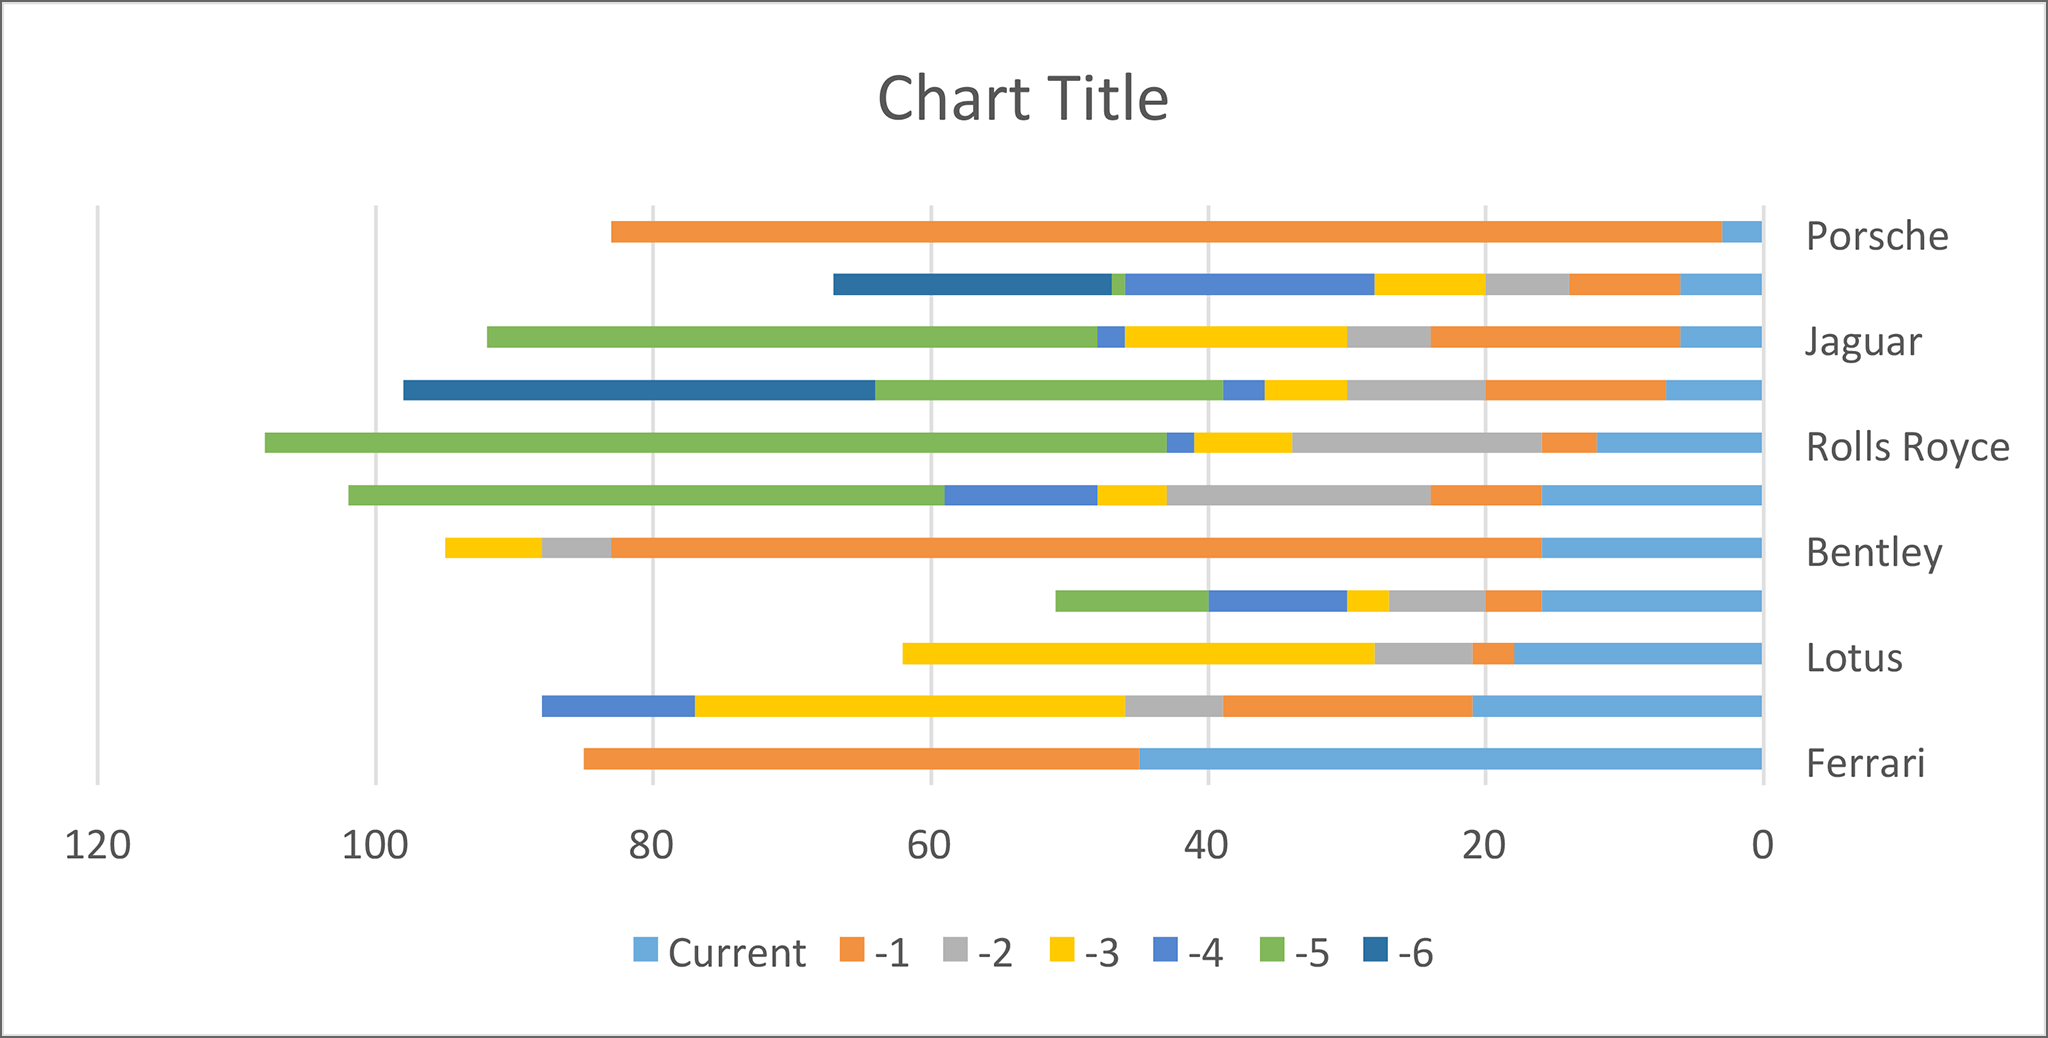 Chart Title
Porsche
Jaguar
Rolls Royce
Bentley
Lotus
Ferrari
120 100 80 60 40 20 0
Current -1 -2 -3 -4 -5 -6